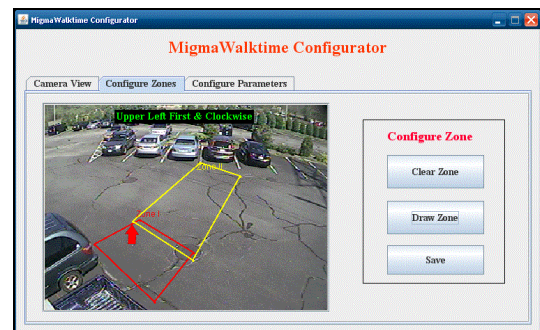 MigmaWalktime Configurator
MigmaWalktime Configurator
Camera View
Configure Zones
Configure Parameters
Upper Left First & Clockwise
Zone II
Zone I
Configure Zone
Clear Zone
Draw Zone
Save